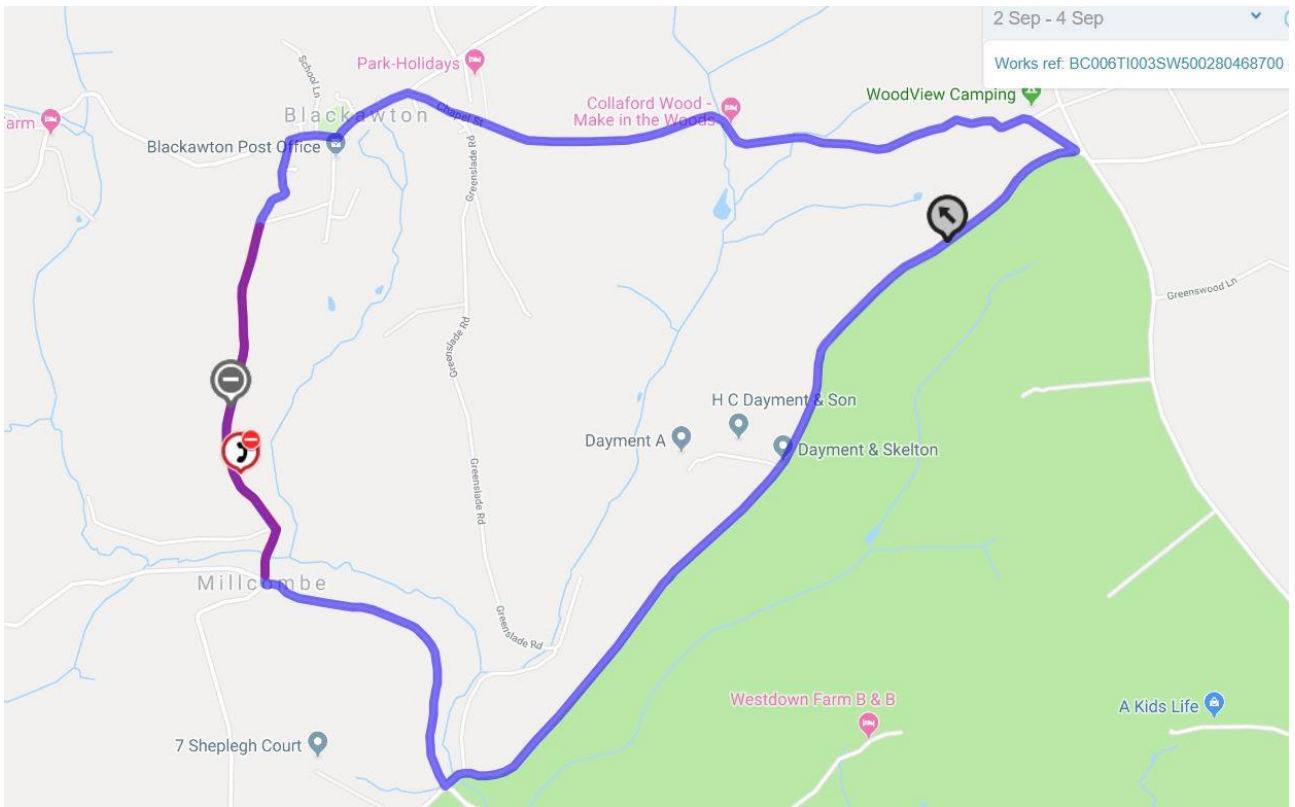 2 Sep - 4 Sep
Works ref: BC006TI003SW500280468700
School Ln
Park-Holidays
Blackawton
Chapel St
Collaford Wood -
Make in the Woods
WoodView Camping
arm
Blackawton Post Office
Greenslade Rd
Greenswood Ln
Greenslade Rd
H C Dayment & Son
Dayment A
Dayment & Skelton
Greenslade Rd
Millcombe
Greenslade Rd
Westdown Farm B & B
A Kids Life
7 Sheplegh Court